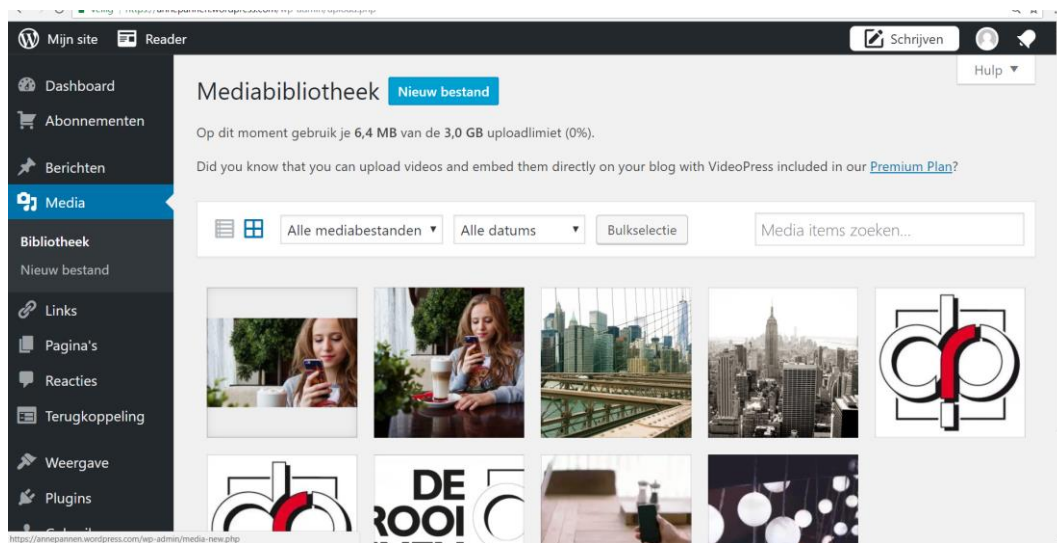 Mijn site Reader Schrijven
Hulp
Dashboard
Abonnementen
Berichten
Media
Bibliotheek
Nieuw bestand
Links
Pagina's
Reacties
Terugkoppeling
Weergave
Plugins
Mediabibliotheek Nieuw bestand
Op dit moment gebruik je 6,4 MB van de 3,0 GB uploadlimiet (0%).
Did you know that you can upload videos and embed them directly on your blog with VideoPress included in our Premium Plan?
Alle mediabestanden Alle datums Bulkselectie Media items zoeken...
DE
ROOI
https://annepannen.wordpress.com/wp-admin/media-new.php